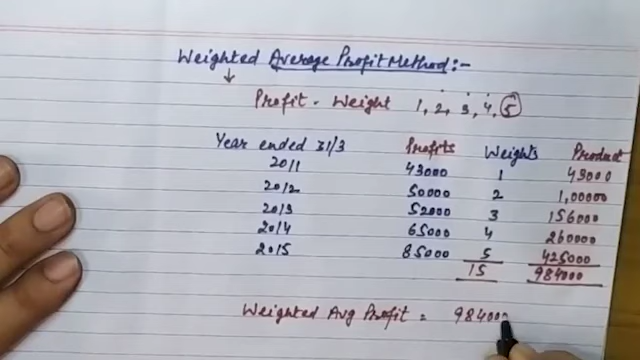 Weighted Average Profit Method:-
Profit - Weight 1, 2, 3, 4, 5
Year ended 31/3 Profits Weights Product
2011 43000 1 43000
2012 50000 2 1,00000
2013 52000 3 156000
2014 65000 4 260000
2015 85000 5 425000
15 984000
Weighted Avg Profit = 984000